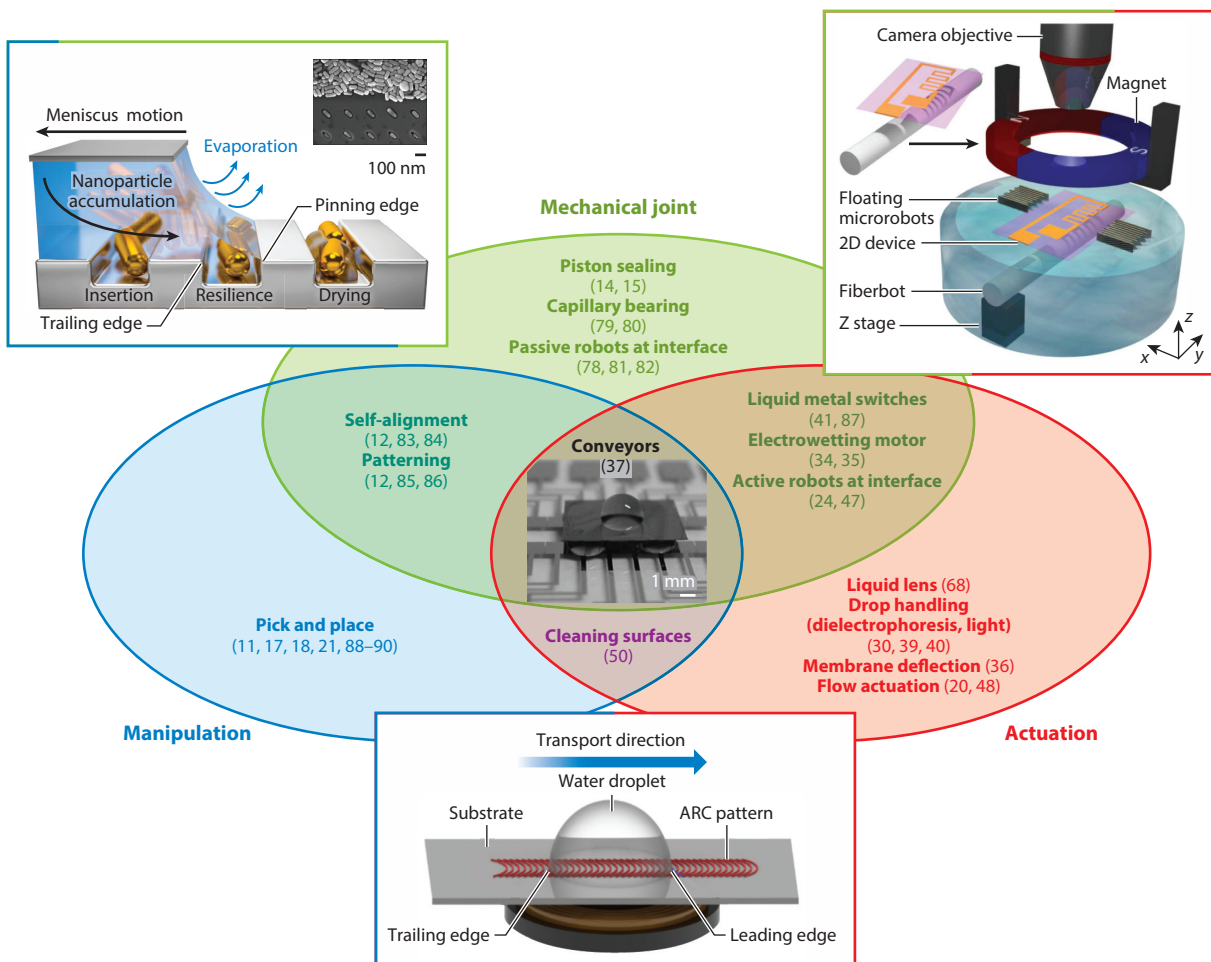 Meniscus motion
Evaporation
100 nm
Nanoparticle
accumulation
Pinning edge
Insertion
Resilience
Drying
Trailing edge
Camera objective
Magnet
N
S
Floating
microrobots
2D device
Fiberbot
Z stage
z
x
y
Mechanical joint
Piston sealing
(14, 15)
Capillary bearing
(79, 80)
Passive robots at interface
(78, 81, 82)
Self-alignment
(12, 83, 84)
Patterning
(12, 85, 86)
Conveyors
(37)
1 mm
Liquid metal switches
(41, 87)
Electrowetting motor
(34, 35)
Active robots at interface
(24, 47)
Pick and place
(11, 17, 18, 21, 88–90)
Cleaning surfaces
(50)
Liquid lens (68)
Drop handling
(dielectrophoresis, light)
(30, 39, 40)
Membrane deflection (36)
Flow actuation (20, 48)
Manipulation
Actuation
Transport direction
Water droplet
Substrate
ARC pattern
Trailing edge
Leading edge